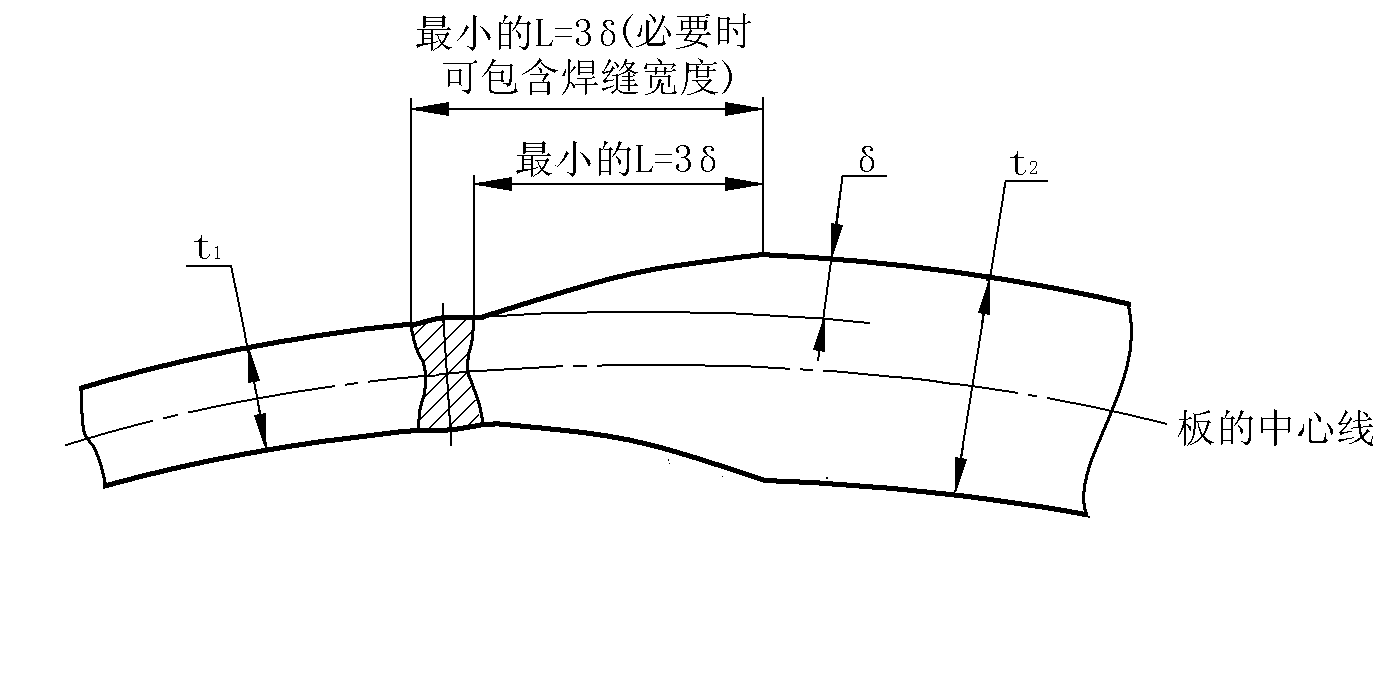 最小的L=3δ(必要时
可包含焊缝宽度)
最小的L=3δ
δ
t₂
t₁
板的中心线